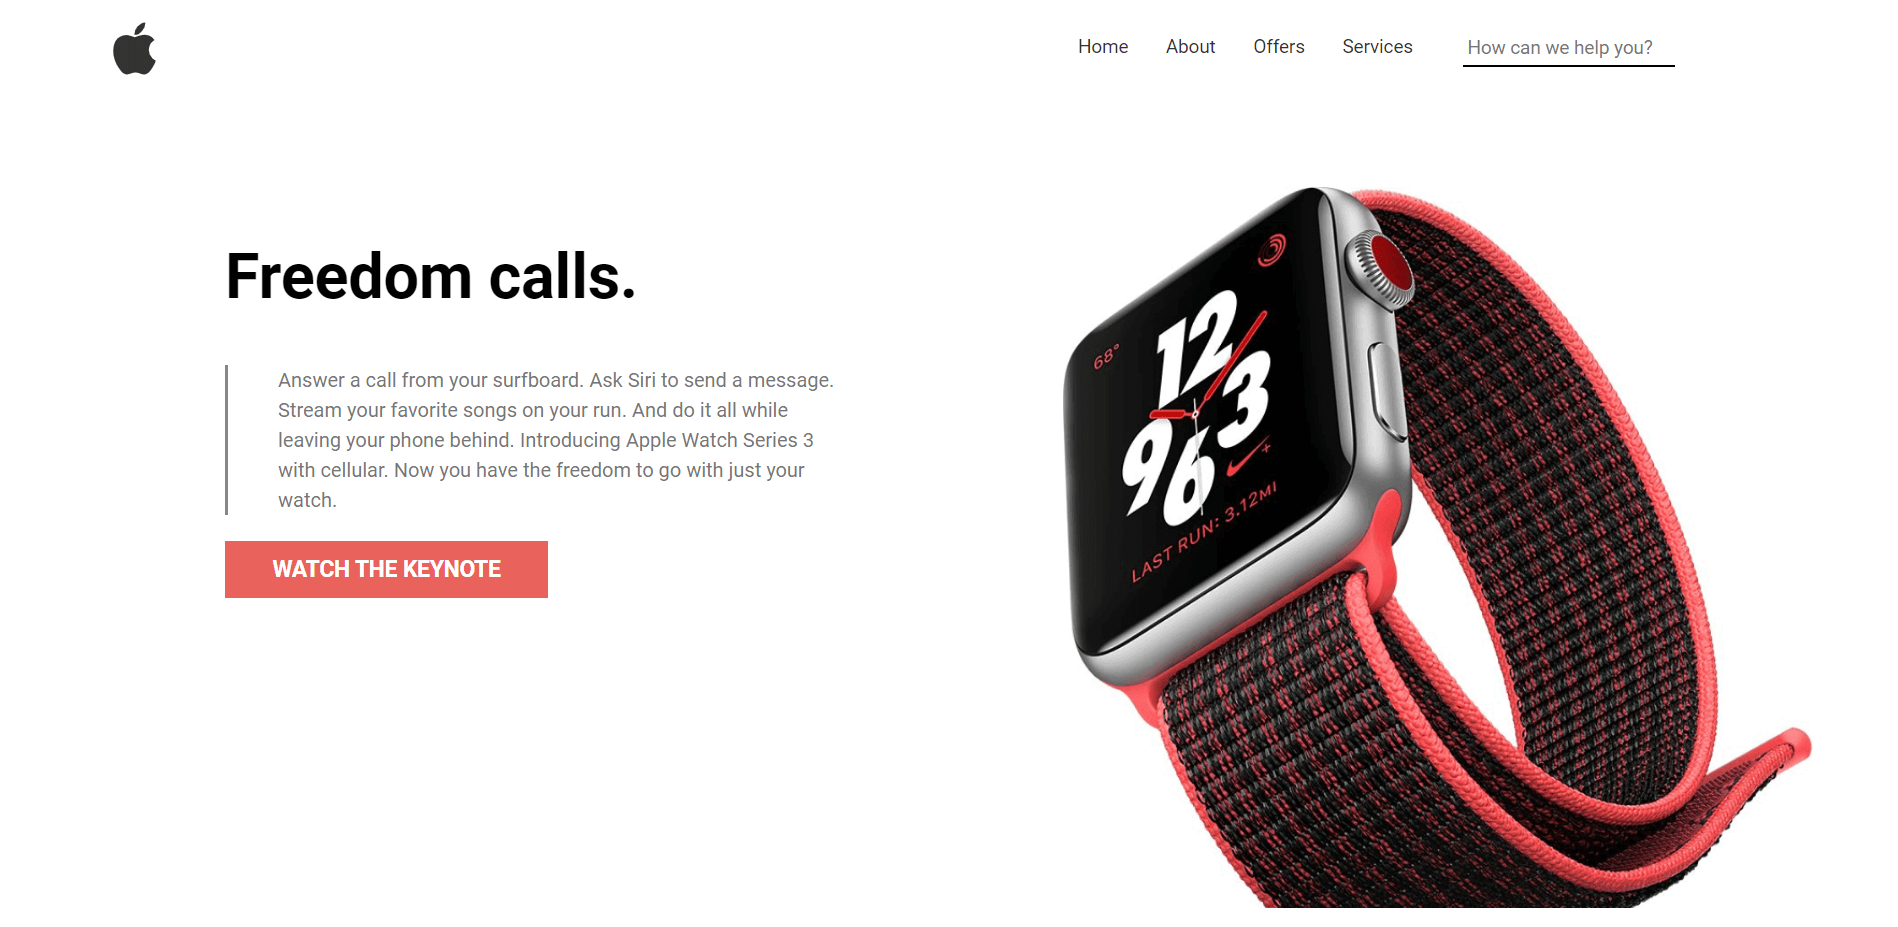 Home About Offers Services How can we help you?
Freedom calls.
Answer a call from your surfboard. Ask Siri to send a message.
Stream your favorite songs on your run. And do it all while
leaving your phone behind. Introducing Apple Watch Series 3
with cellular. Now you have the freedom to go with just your
watch.
WATCH THE KEYNOTE
68°
12
3
9
6
+
LAST RUN: 3.12MI